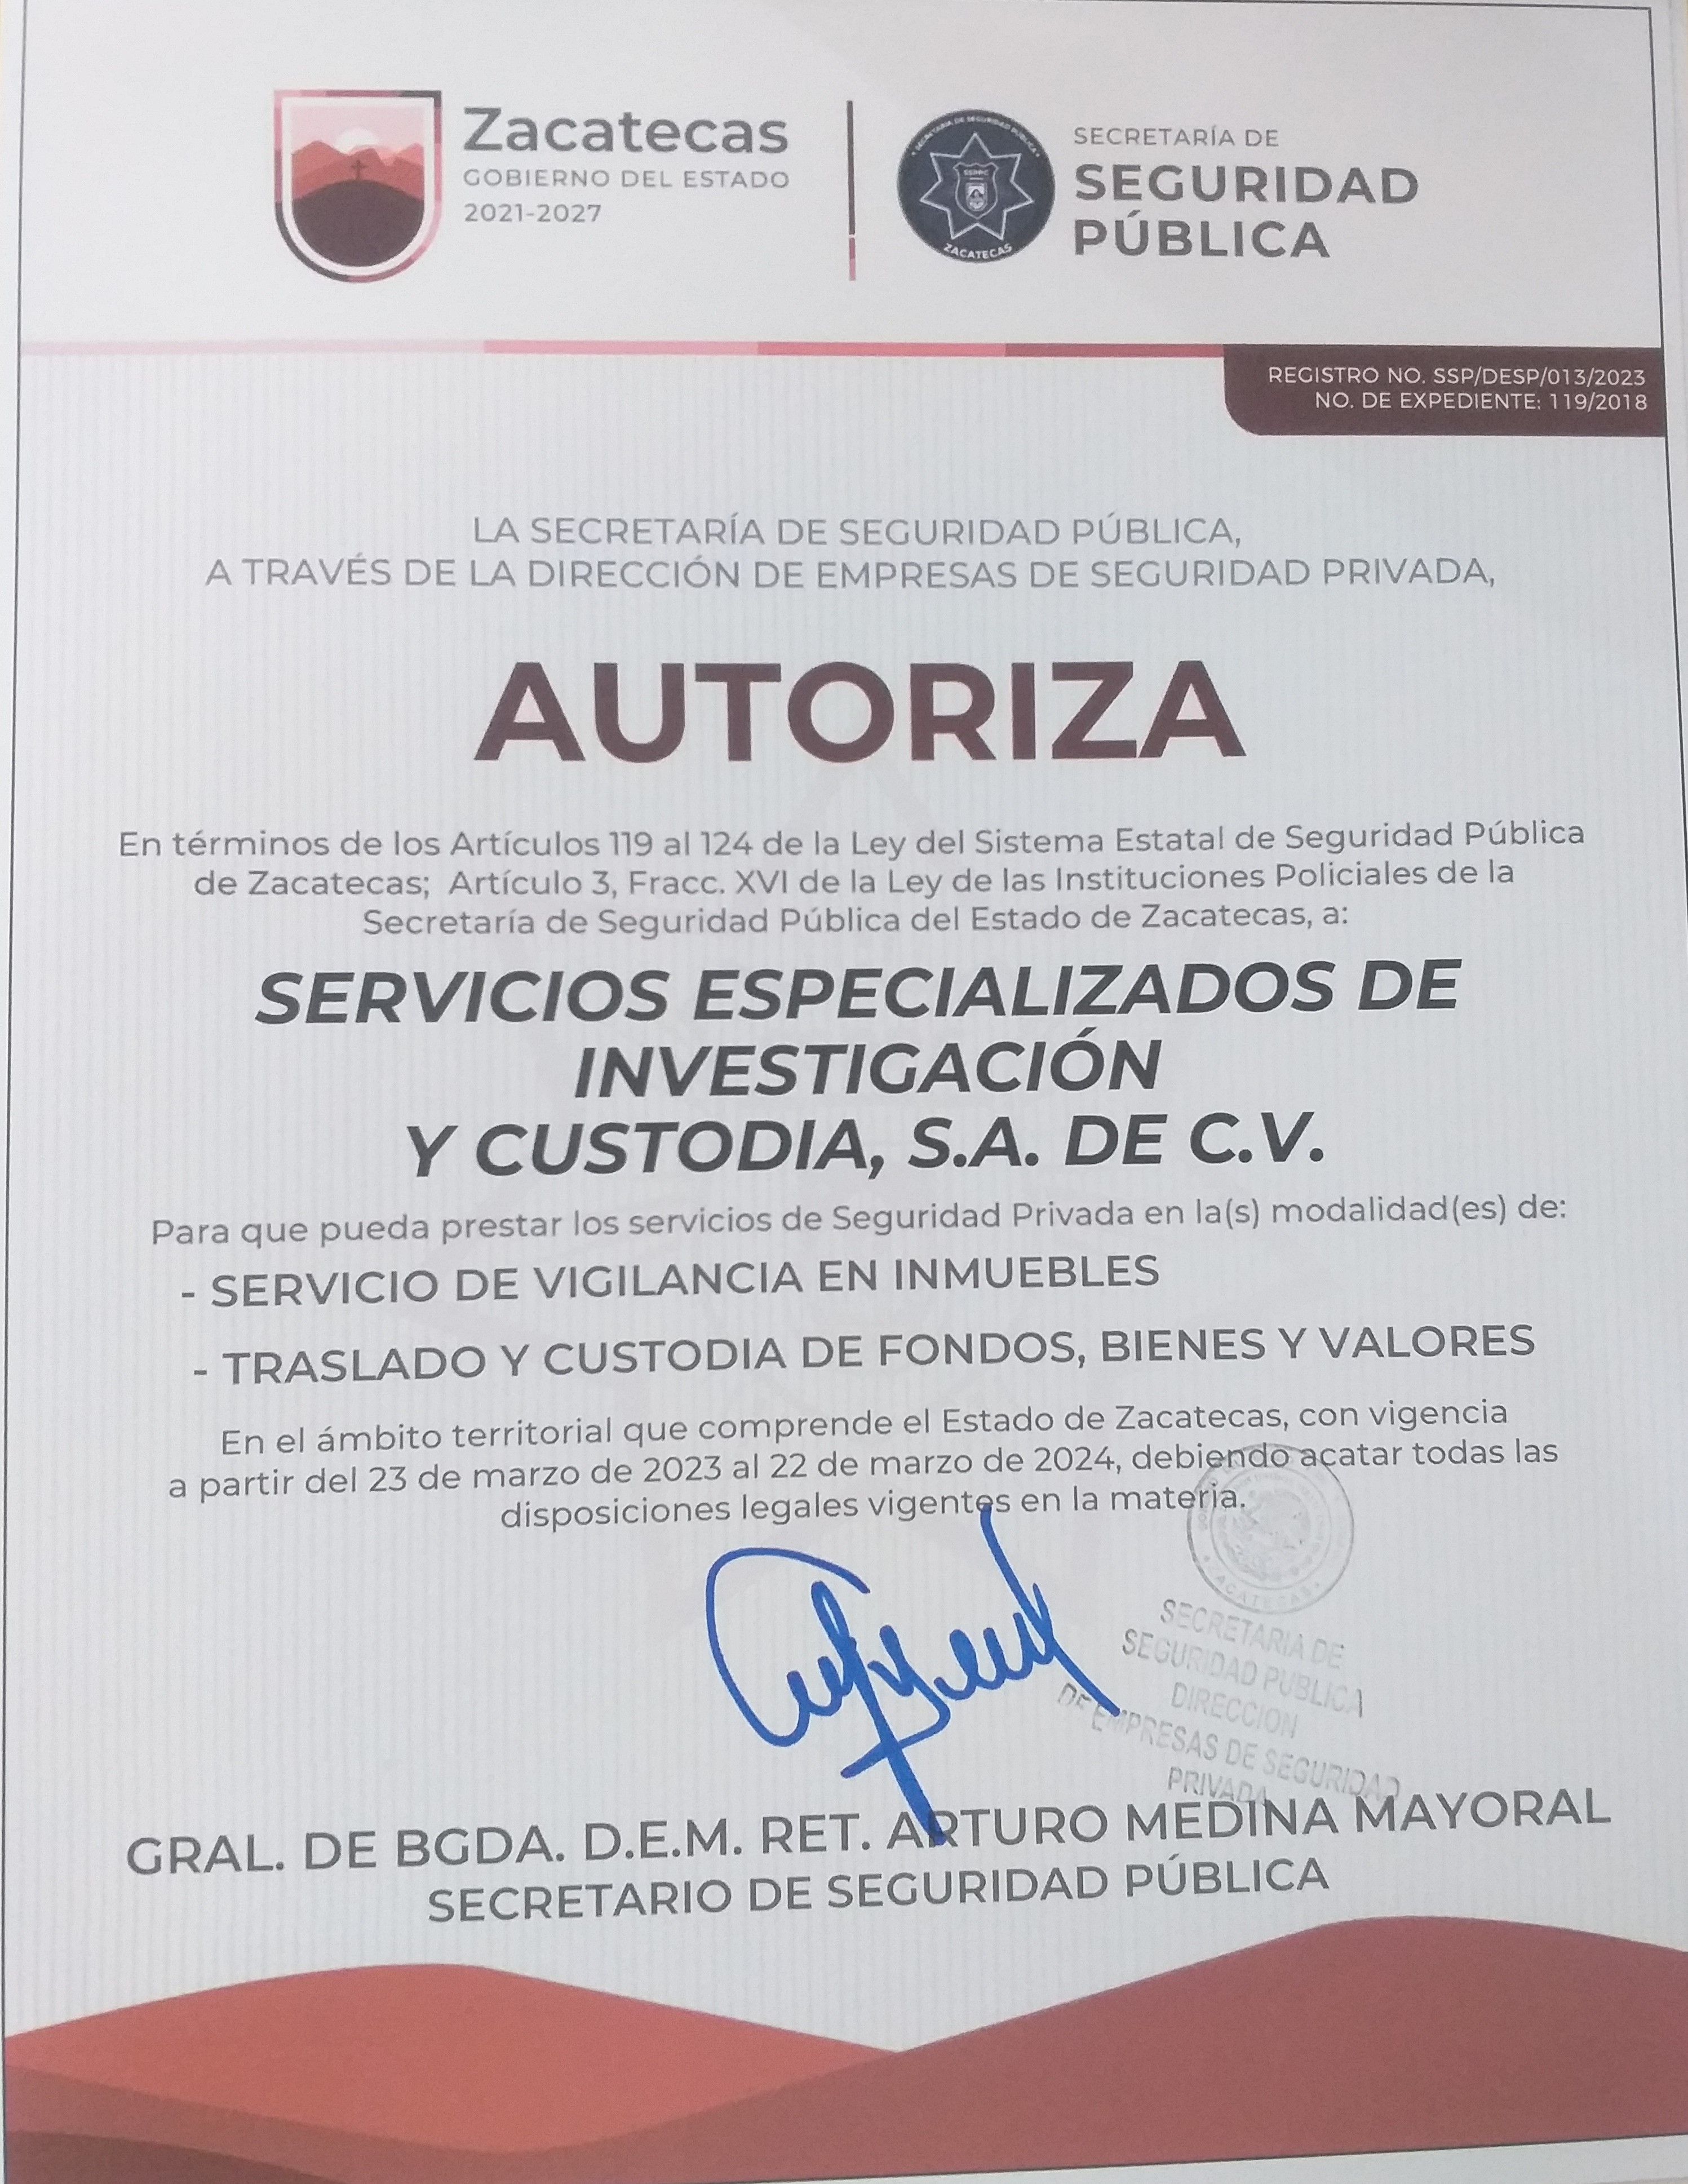 Zacatecas
GOBIERNO DEL ESTADO
2021-2027
SECRETARÍA DE SEGURIDAD PÚBLICA
SSPPC
ZACATECAS
SECRETARÍA DE
SEGURIDAD
PÚBLICA
REGISTRO NO. SSP/DESP/013/2023
NO. DE EXPEDIENTE: 119/2018
LA SECRETARÍA DE SEGURIDAD PÚBLICA,
A TRAVÉS DE LA DIRECCIÓN DE EMPRESAS DE SEGURIDAD PRIVADA,
AUTORIZA
En términos de los Artículos 119 al 124 de la Ley del Sistema Estatal de Seguridad Pública
de Zacatecas; Artículo 3, Fracc. XVI de la Ley de las Instituciones Policiales de la
Secretaría de Seguridad Pública del Estado de Zacatecas, a:
SERVICIOS ESPECIALIZADOS DE
INVESTIGACIÓN
Y CUSTODIA, S.A. DE C.V.
Para que pueda prestar los servicios de Seguridad Privada en la(s) modalidad(es) de:
- SERVICIO DE VIGILANCIA EN INMUEBLES
- TRASLADO Y CUSTODIA DE FONDOS, BIENES Y VALORES
En el ámbito territorial que comprende el Estado de Zacatecas, con vigencia
a partir del 23 de marzo de 2023 al 22 de marzo de 2024, debiendo acatar todas las
disposiciones legales vigentes en la materia.
ZACATECAS
SECRETARIA DE
SEGURIDAD PUBLICA
DIRECCION
DE EMPRESAS DE SEGURIDAD
PRIVADA
GRAL. DE BGDA. D.E.M. RET. ARTURO MEDINA MAYORAL
SECRETARIO DE SEGURIDAD PÚBLICA